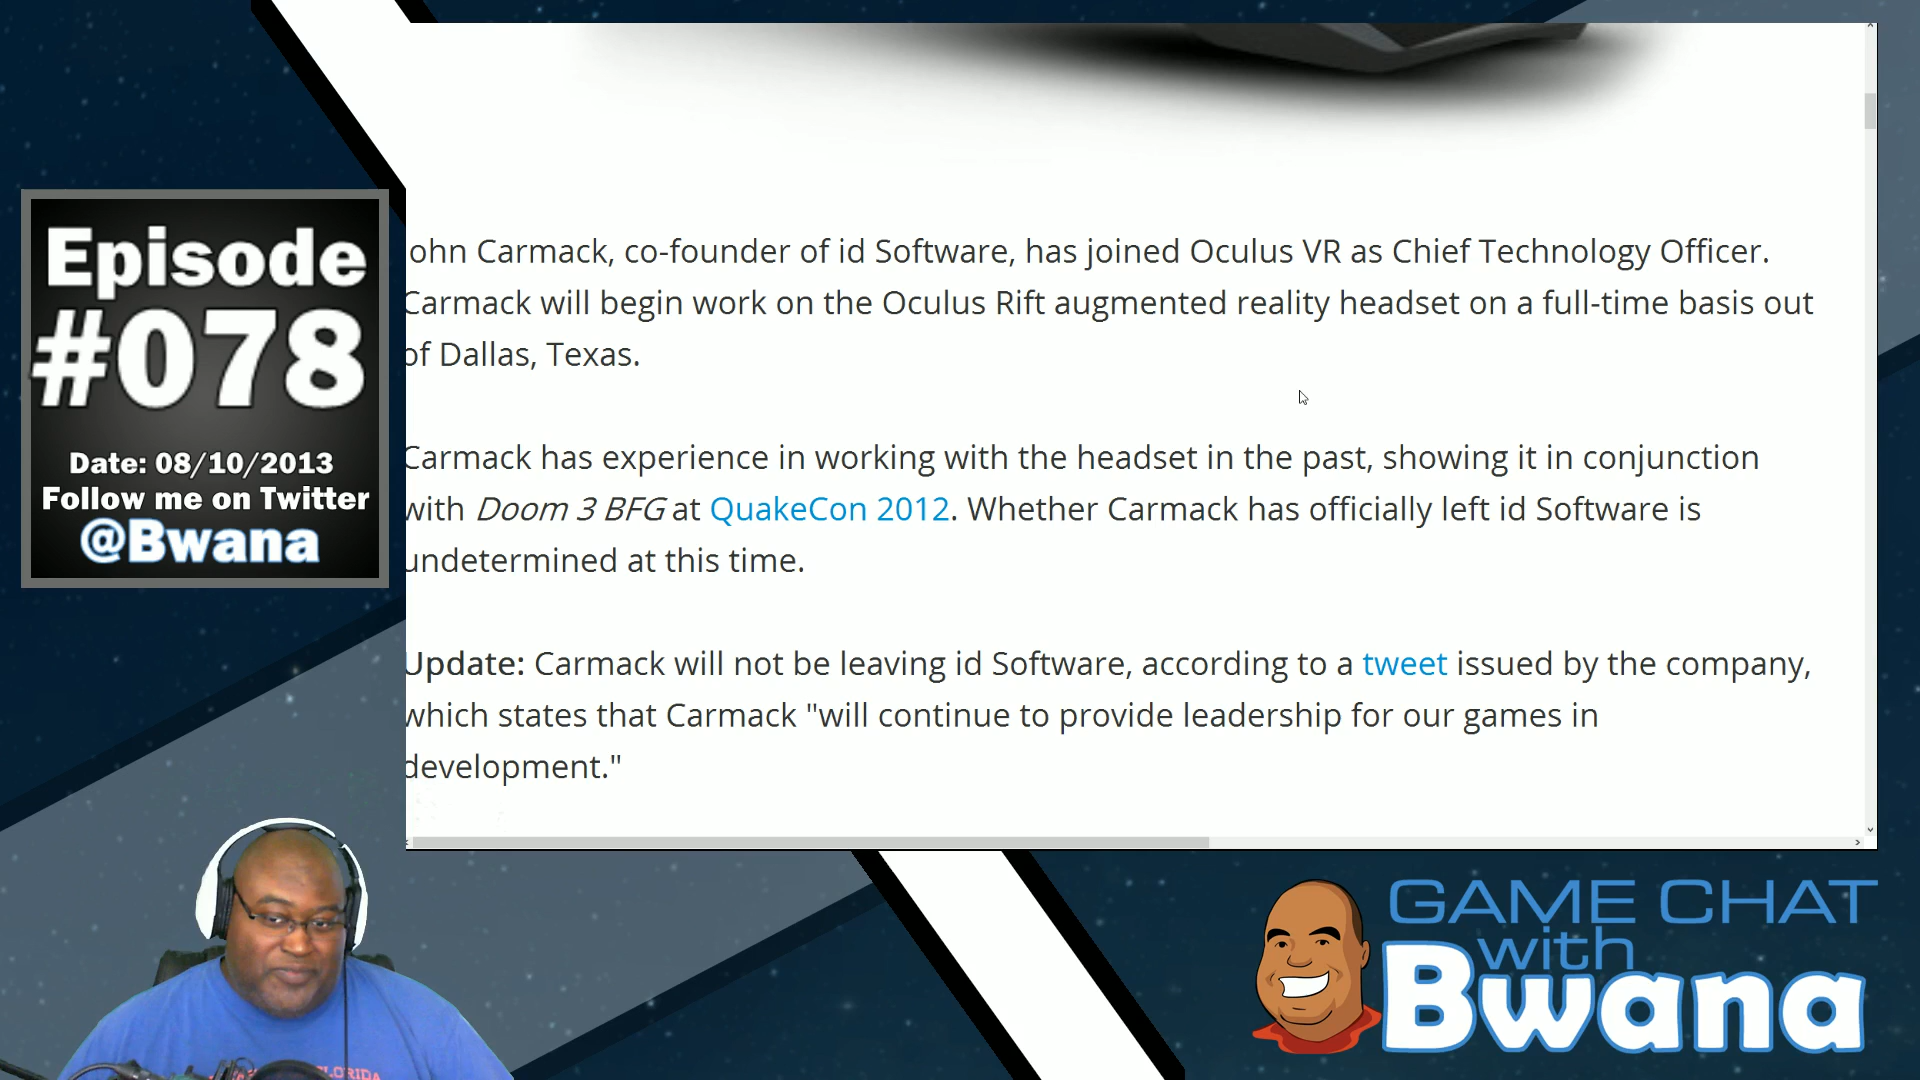 Episode
#078
Date: 08/10/2013
Follow me on Twitter
@Bwana
ohn Carmack, co-founder of id Software, has joined Oculus VR as Chief Technology Officer.
Carmack will begin work on the Oculus Rift augmented reality headset on a full-time basis out
of Dallas, Texas.
Carmack has experience in working with the headset in the past, showing it in conjunction
with Doom 3 BFG at QuakeCon 2012. Whether Carmack has officially left id Software is
undetermined at this time.
Update: Carmack will not be leaving id Software, according to a tweet issued by the company,
which states that Carmack "will continue to provide leadership for our games in
development."
GAME CHAT
with
Bwana
FLORIDA